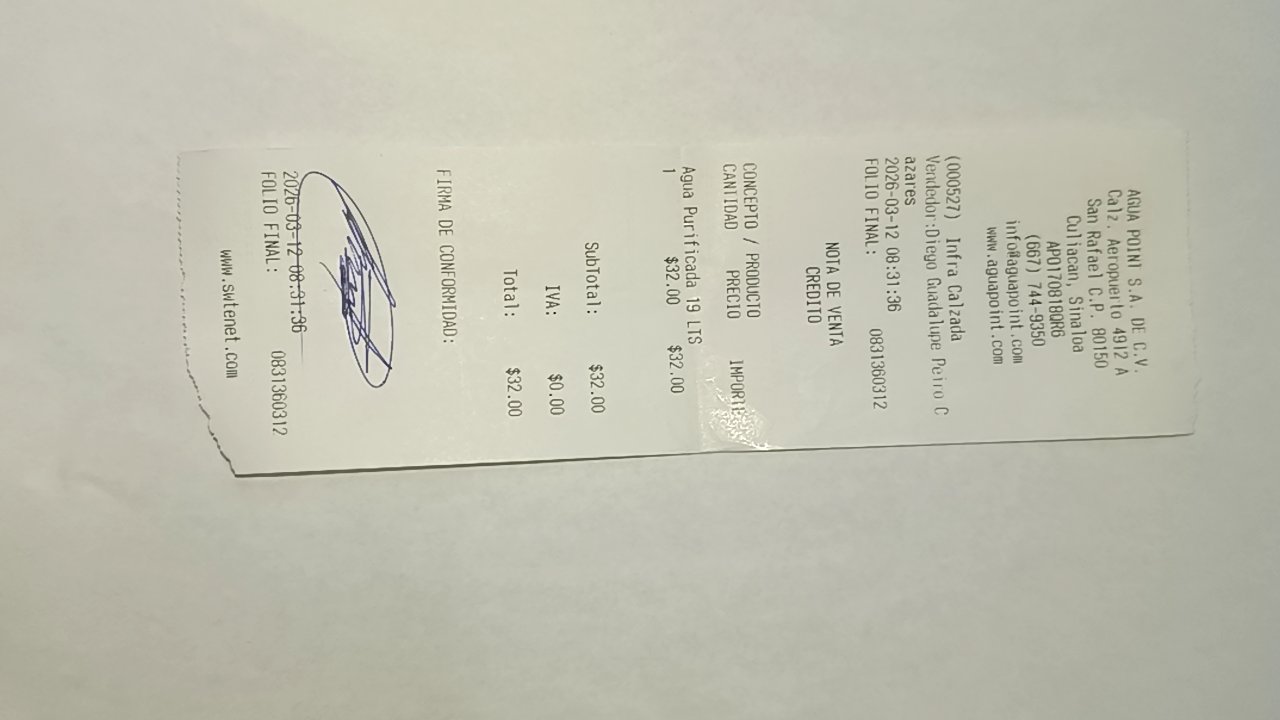 AGUA POINT S.A. DE C.V.
Calz. Aeropuerto 4912 A
San Rafael C.P. 80150
Culiacan, Sinaloa
APO170818QR6
(667) 744-9350
info@aguapoint.com
www.aguapoint.com
(000527) Infra Calzada
Vendedor:Diego Guadalupe Peiro C
azares
2026-03-12 08:31:36
FOLIO FINAL: 0831360312
NOTA DE VENTA
CREDITO
CONCEPTO / PRODUCTO
CANTIDAD PRECIO IMPORTE
Agua Purificada 19 LTS
1 $32.00 $32.00
SubTotal: $32.00
IVA: $0.00
Total: $32.00
FIRMA DE CONFORMIDAD:
2026-03-12 08:31:36
FOLIO FINAL: 0831360312
www.swtenet.com